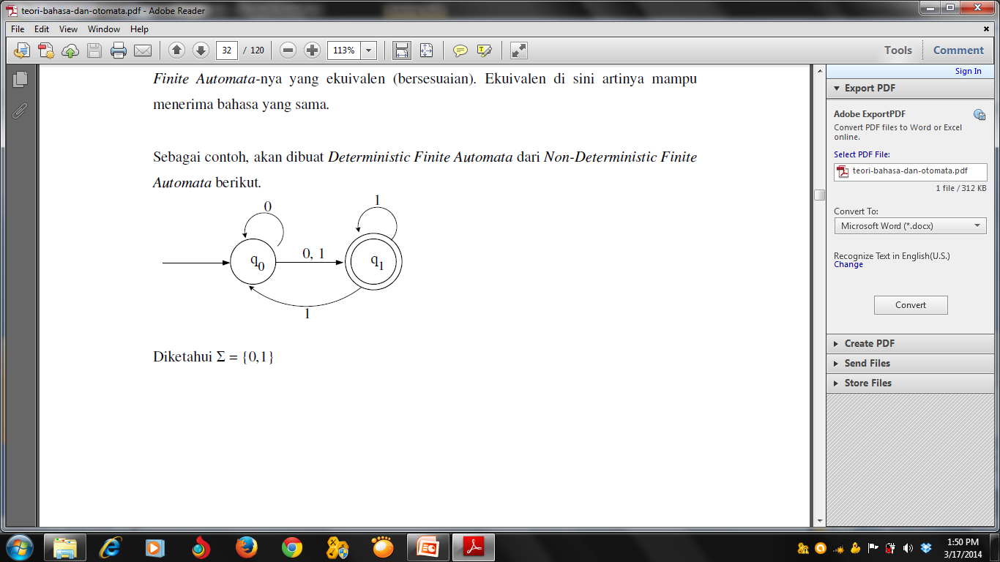 teori-bahasa-dan-otomata.pdf - Adobe Reader
File Edit View Window Help
32 / 120 113% Tools Comment
Sign In
Export PDF
Adobe ExportPDF
Convert PDF files to Word or Excel
online.
Select PDF File:
teori-bahasa-dan-otomata.pdf
1 file / 312 KB
Convert To:
Microsoft Word (*.docx)
Recognize Text in English(U.S.)
Change
Convert
Create PDF
Send Files
Store Files
Finite Automata-nya yang ekuivalen (bersesuaian). Ekuivalen di sini artinya mampu
menerima bahasa yang sama.
Sebagai contoh, akan dibuat Deterministic Finite Automata dari Non-Deterministic Finite
Automata berikut.
0 1
q0 0, 1 q1
1
Diketahui Σ = {0,1}
1:50 PM
3/17/2014